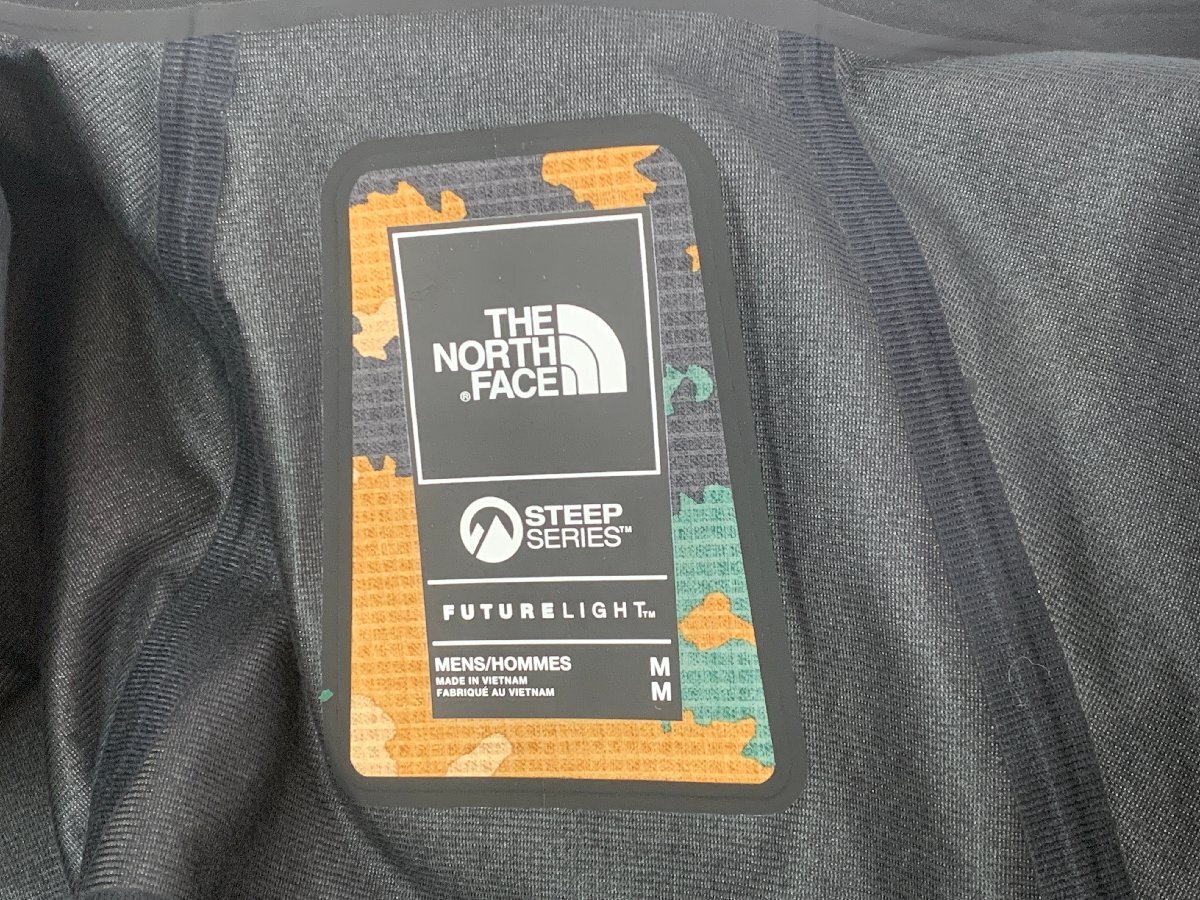 THE
NORTH
®FACE
STEEP
SERIES™
FUTURELIGHT™
MENS/HOMMES M
MADE IN VIETNAM M
FABRIQUÉ AU VIETNAM